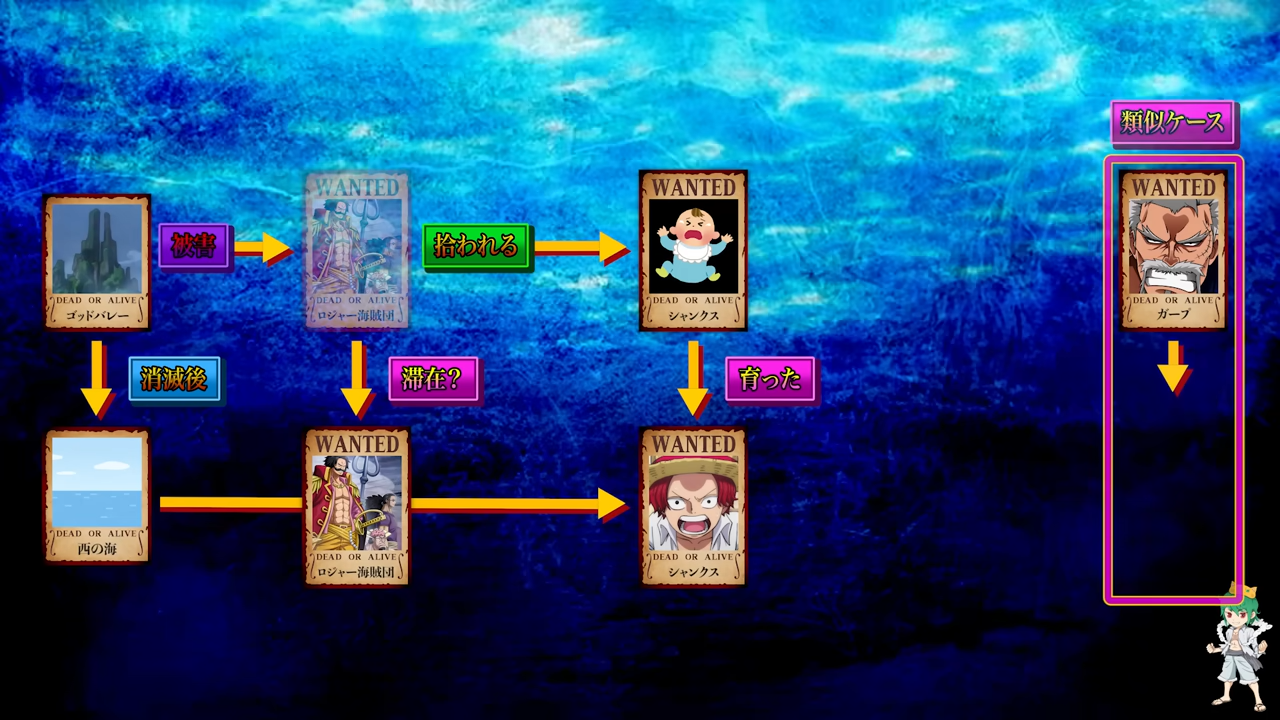 類似ケース
DEAD OR ALIVE
ゴッドバレー
被害
WANTED
DEAD OR ALIVE
ロジャー海賊団
拾われる
WANTED
DEAD OR ALIVE
シャンクス
WANTED
DEAD OR ALIVE
ガープ
消滅後
滞在?
育った
DEAD OR ALIVE
西の海
WANTED
DEAD OR ALIVE
ロジャー海賊団
WANTED
DEAD OR ALIVE
シャンクス